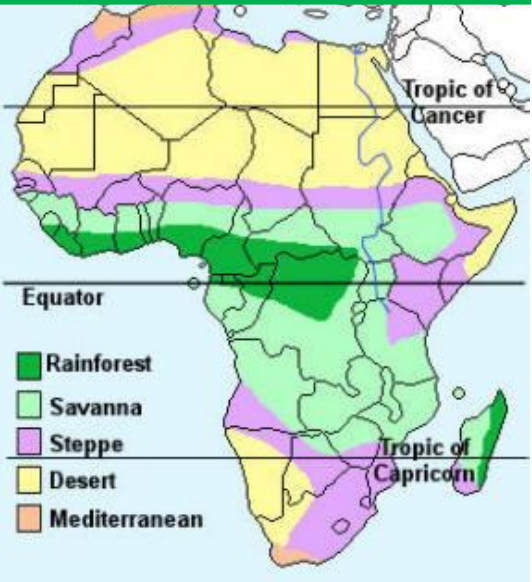 Tropic of
Cancer
Equator
Rainforest
Savanna
Steppe
Desert
Mediterranean
Tropic of
Capricorn